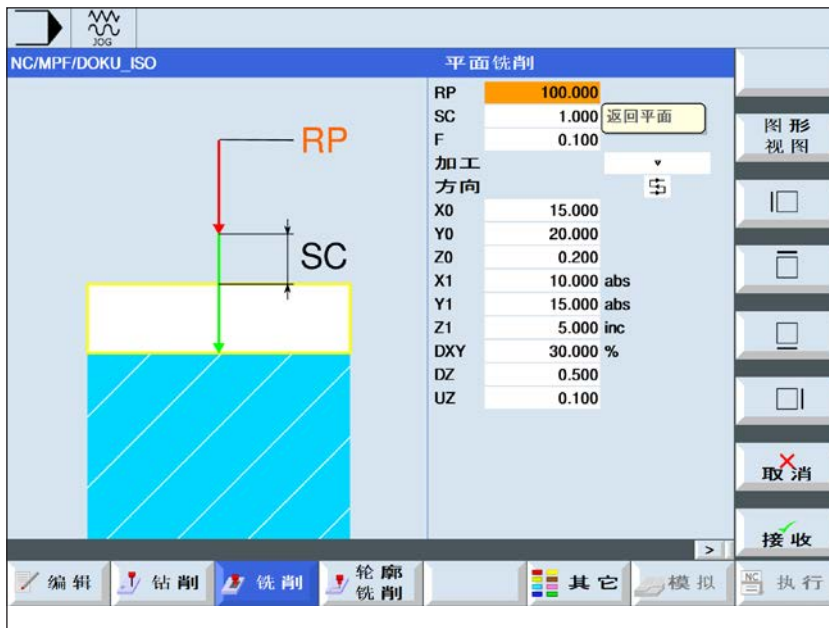 JOG
NC/MPF/DOKU_ISO
平面铣削
RP
SC
RP 100.000
SC 1.000
返回平面
F 0.100
加工
方向
X0 15.000
Y0 20.000
Z0 0.200
X1 10.000 abs
Y1 15.000 abs
Z1 5.000 inc
DXY 30.000 %
DZ 0.500
UZ 0.100
图形
视图
取消
接收
>
编辑
钻削
铣削
轮廓
铣削
其它
模拟
NC
执行